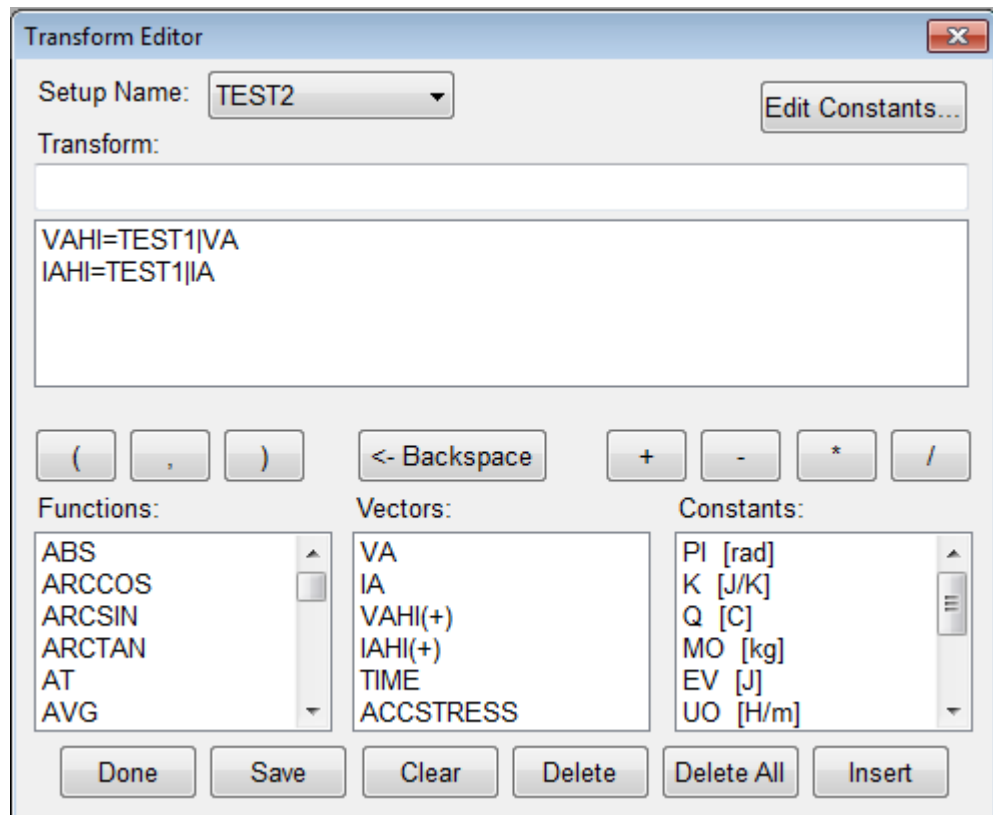 Transform Editor
Setup Name: TEST2
Edit Constants...
Transform:
VAHI=TEST1|VA
IAHI=TEST1|IA
( , ) <- Backspace + - * /
Functions: Vectors: Constants:
ABS VA PI [rad]
ARCCOS IA K [J/K]
ARCSIN VAHI(+) Q [C]
ARCTAN IAHI(+) MO [kg]
AT TIME EV [J]
AVG ACCSTRESS UO [H/m]
Done Save Clear Delete Delete All Insert